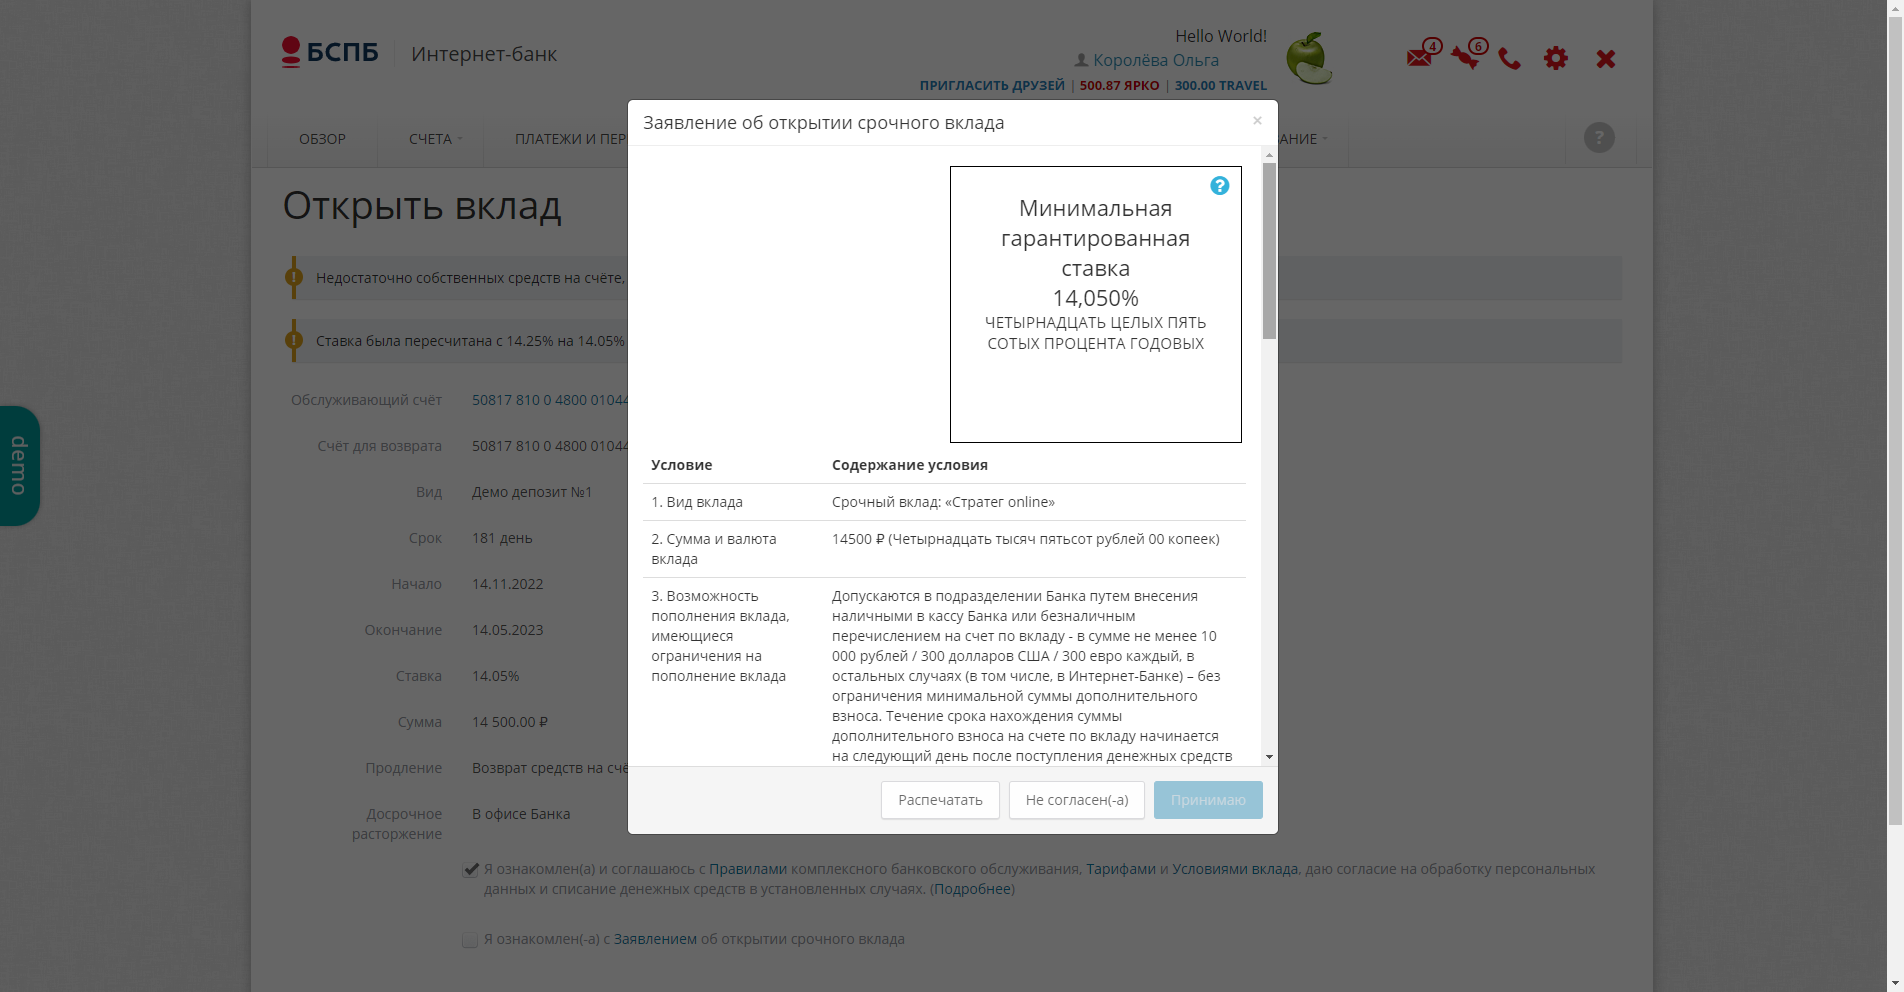 БСПБ
Интернет-банк
Hello World!
Королёва Ольга
ПРИГЛАСИТЬ ДРУЗЕЙ | 500.87 ЯРКО | 300.00 TRAVEL
4
6
ОБЗОР
СЧЕТА
ПЛАТЕЖИ И ПЕР
АНИЕ
?
Открыть вклад
Недостаточно собственных средств на счёте,
Ставка была пересчитана с 14.25% на 14.05%
Обслуживающий счёт 50817 810 0 4800 01044
Счёт для возврата 50817 810 0 4800 01044
Вид Демо депозит №1
Срок 181 день
Начало 14.11.2022
Окончание 14.05.2023
Ставка 14.05%
Сумма 14 500.00 ₽
Продление Возврат средств на счё
Досрочное расторжение В офисе Банка
Я ознакомлен(а) и соглашаюсь с Правилами комплексного банковского обслуживания, Тарифами и Условиями вклада, даю согласие на обработку персональных
данных и списание денежных средств в установленных случаях. (Подробнее)
Я ознакомлен(-а) с Заявлением об открытии срочного вклада
demo
Заявление об открытии срочного вклада
×
?
Минимальная
гарантированная
ставка
14,050%
ЧЕТЫРНАДЦАТЬ ЦЕЛЫХ ПЯТЬ
СОТЫХ ПРОЦЕНТА ГОДОВЫХ
Условие Содержание условия
1. Вид вклада Срочный вклад: «Стратег online»
2. Сумма и валюта
вклада
14500 ₽ (Четырнадцать тысяч пятьсот рублей 00 копеек)
3. Возможность
пополнения вклада,
имеющиеся
ограничения на
пополнение вклада
Допускаются в подразделении Банка путем внесения
наличными в кассу Банка или безналичным
перечислением на счет по вкладу - в сумме не менее 10
000 рублей / 300 долларов США / 300 евро каждый, в
остальных случаях (в том числе, в Интернет-Банке) – без
ограничения минимальной суммы дополнительного
взноса. Течение срока нахождения суммы
дополнительного взноса на счете по вкладу начинается
на следующий день после поступления денежных средств
Распечатать
Не согласен(-а)
Принимаю